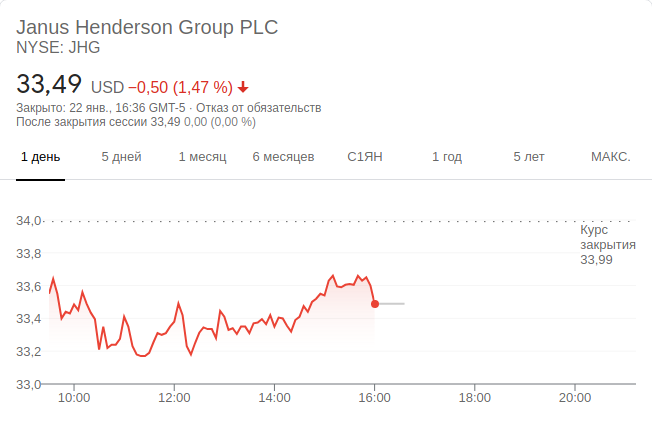 Janus Henderson Group PLC
NYSE: JHG
33,49 USD −0,50 (1,47 %)
Закрыто: 22 янв., 16:36 GMT-5 · Отказ от обязательств
После закрытия сессии 33,49 0,00 (0,00 %)
1 день 5 дней 1 месяц 6 месяцев С1ЯН 1 год 5 лет МАКС.
34,0
Курс
закрытия
33,99
33,8
33,6
33,4
33,2
33,0
10:00 12:00 14:00 16:00 18:00 20:00